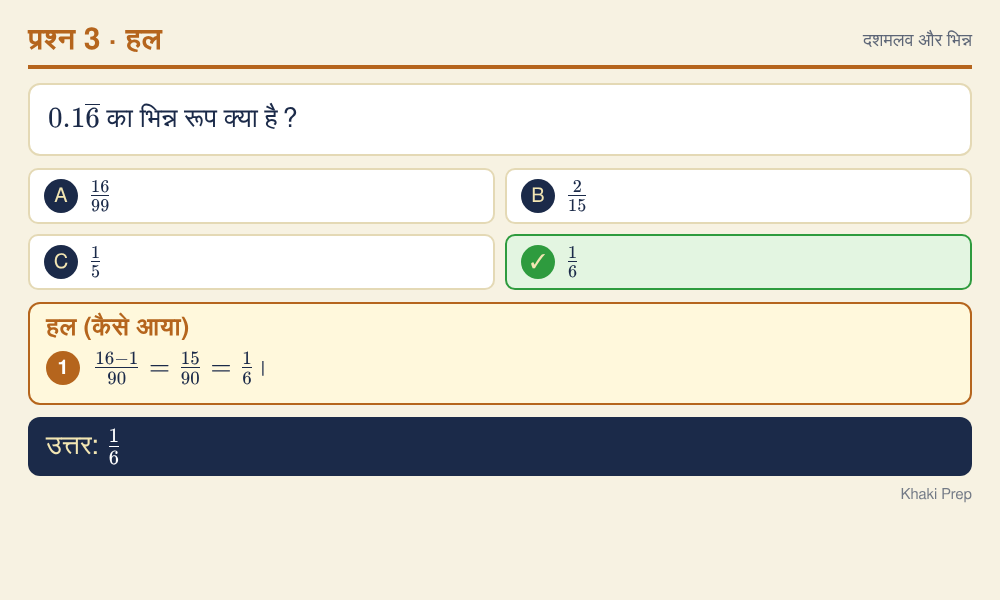 प्रश्न 3 · हल
दशमलव और भिन्न
0.16̅ का भिन्न रूप क्या है ?
A 16/99
B 2/15
C 1/5
✓ 1/6
हल (कैसे आया)
1 (16−1)/90 = 15/90 = 1/6 ।
उत्तर: 1/6
Khaki Prep